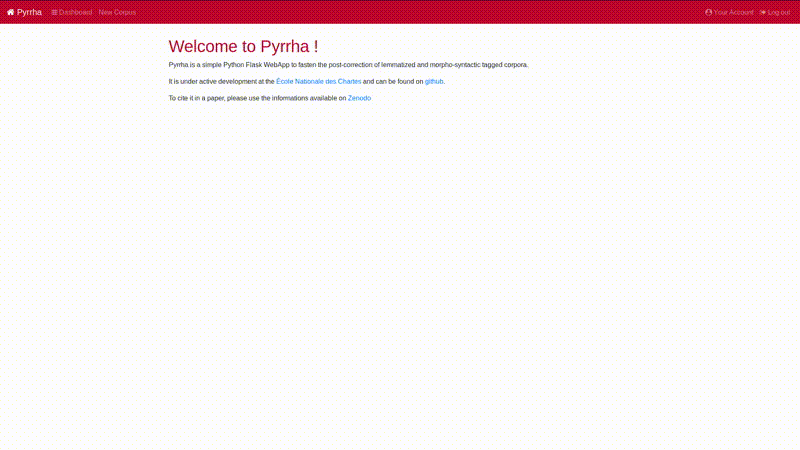 Pyrrha Dashboard New Corpus Your Account Log out
Welcome to Pyrrha !
Pyrrha is a simple Python Flask WebApp to fasten the post-correction of lemmatized and morpho-syntactic tagged corpora.
It is under active development at the École Nationale des Chartes and can be found on github.
To cite it in a paper, please use the informations available on Zenodo